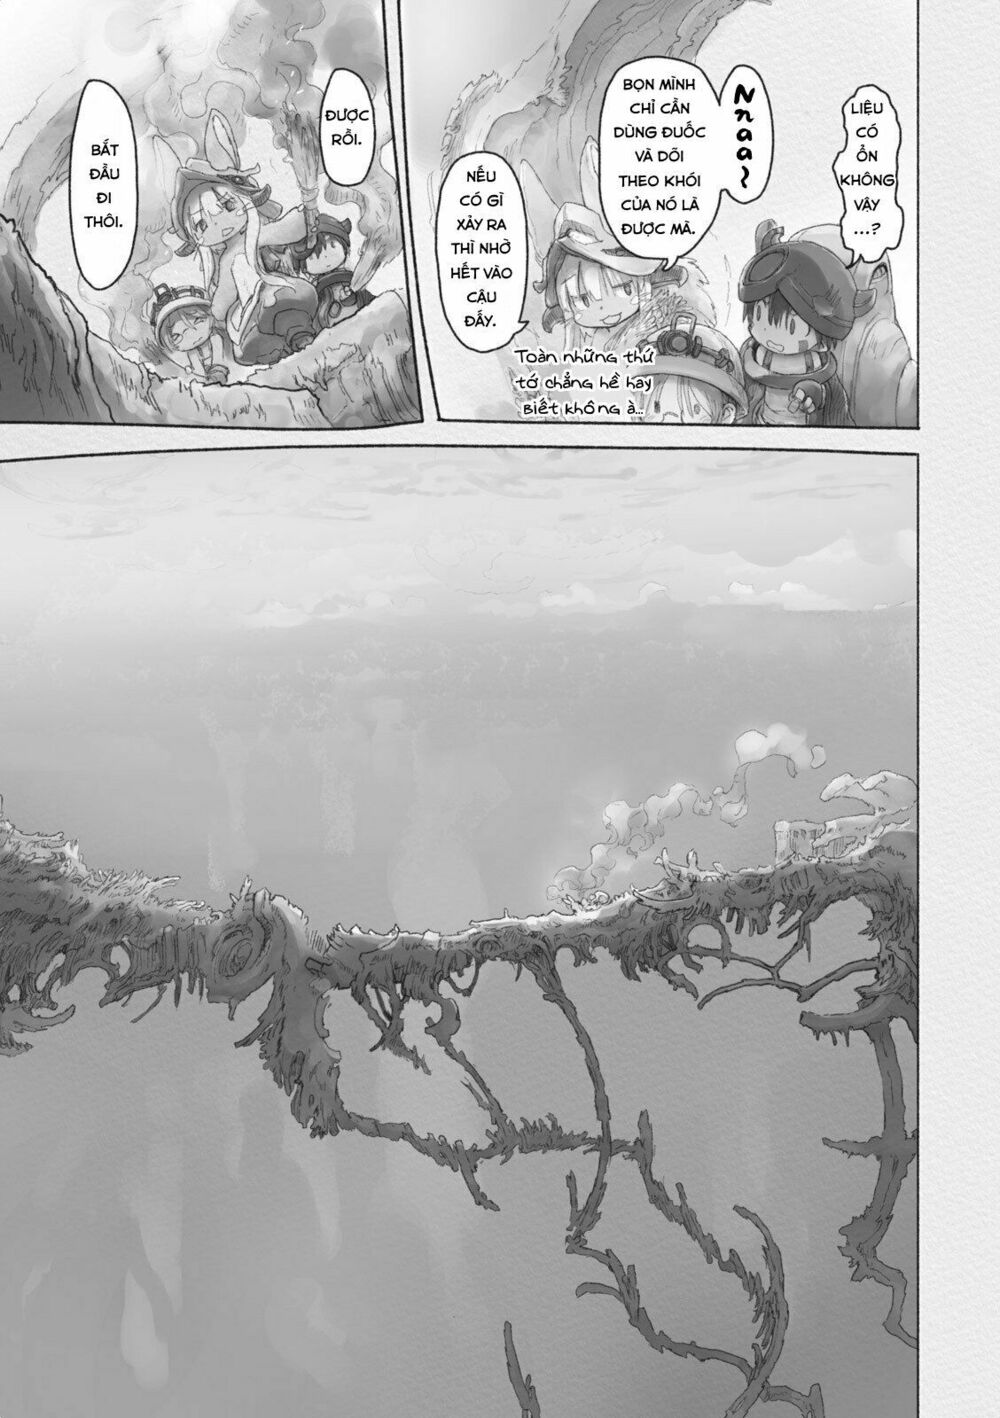 LIỆU
CÓ
ỔN
KHÔNG
VẬY
...?
Nnaa~
BỌN MÌNH
CHỈ CẦN
DÙNG ĐUỐC
VÀ DÕI
THEO KHÓI
CỦA NÓ LÀ
ĐƯỢC MÀ.
NẾU
CÓ GÌ
XẢY RA
THÌ NHỜ
HẾT VÀO
CẬU
ĐẤY.
Toàn những thứ
tớ chẳng hề hay
biết không à...
ĐƯỢC
RỒI.
BẮT
ĐẦU
ĐI
THÔI.